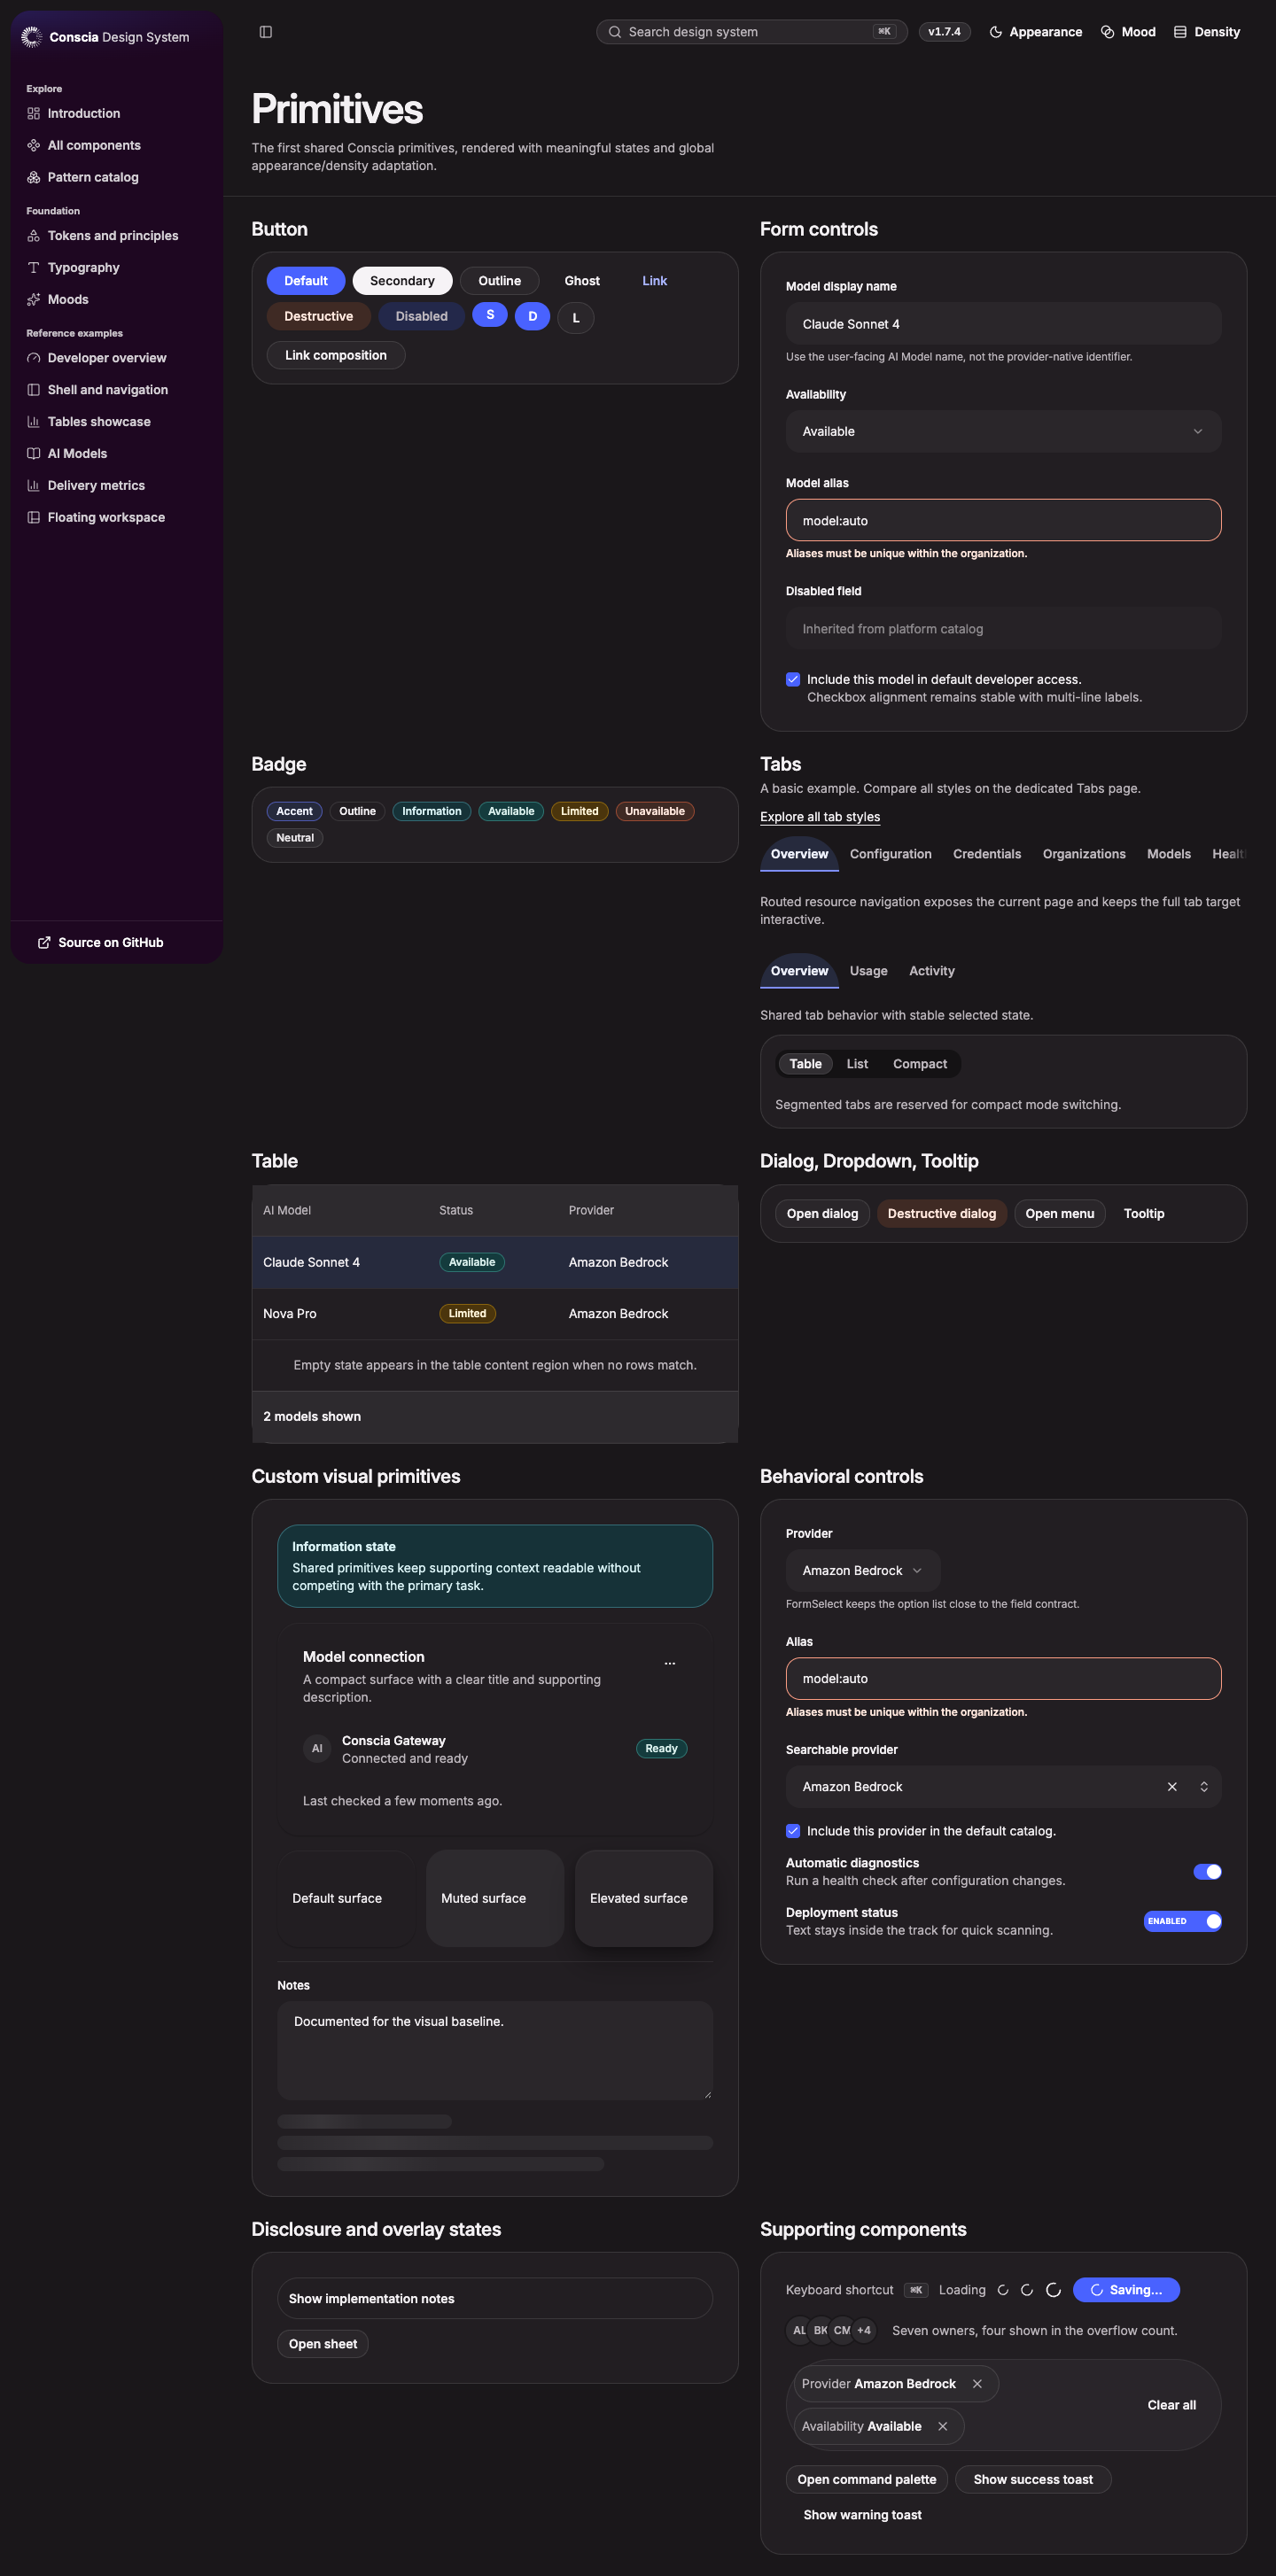 Conscia Design System
Search design system
⌘K
v1.7.4
Appearance
Mood
Density
Explore
Introduction
All components
Pattern catalog
Foundation
Tokens and principles
Typography
Moods
Reference examples
Developer overview
Shell and navigation
Tables showcase
AI Models
Delivery metrics
Floating workspace
Source on GitHub
Primitives
The first shared Conscia primitives, rendered with meaningful states and global
appearance/density adaptation.
Button
Default
Secondary
Outline
Ghost
Link
Destructive
Disabled
S
D
L
Link composition
Form controls
Model display name
Claude Sonnet 4
Use the user-facing AI Model name, not the provider-native identifier.
Availability
Available
Model alias
model:auto
Aliases must be unique within the organization.
Disabled field
Inherited from platform catalog
Include this model in default developer access.
Checkbox alignment remains stable with multi-line labels.
Badge
Accent
Outline
Information
Available
Limited
Unavailable
Neutral
Tabs
A basic example. Compare all styles on the dedicated Tabs page.
Explore all tab styles
Overview
Configuration
Credentials
Organizations
Models
Healt
Routed resource navigation exposes the current page and keeps the full tab target
interactive.
Overview
Usage
Activity
Shared tab behavior with stable selected state.
Table
List
Compact
Segmented tabs are reserved for compact mode switching.
Table
AI Model
Status
Provider
Claude Sonnet 4
Available
Amazon Bedrock
Nova Pro
Limited
Amazon Bedrock
Empty state appears in the table content region when no rows match.
2 models shown
Dialog, Dropdown, Tooltip
Open dialog
Destructive dialog
Open menu
Tooltip
Custom visual primitives
Information state
Shared primitives keep supporting context readable without
competing with the primary task.
Model connection
...
A compact surface with a clear title and supporting
description.
AI
Conscia Gateway
Connected and ready
Ready
Last checked a few moments ago.
Default surface
Muted surface
Elevated surface
Notes
Documented for the visual baseline.
Behavioral controls
Provider
Amazon Bedrock
FormSelect keeps the option list close to the field contract.
Alias
model:auto
Aliases must be unique within the organization.
Searchable provider
Amazon Bedrock
Include this provider in the default catalog.
Automatic diagnostics
Run a health check after configuration changes.
Deployment status
Text stays inside the track for quick scanning.
ENABLED
Disclosure and overlay states
Show implementation notes
Open sheet
Supporting components
Keyboard shortcut
⌘K
Loading
Saving...
AL
BK
CM
+4
Seven owners, four shown in the overflow count.
Provider Amazon Bedrock
Availability Available
Clear all
Open command palette
Show success toast
Show warning toast